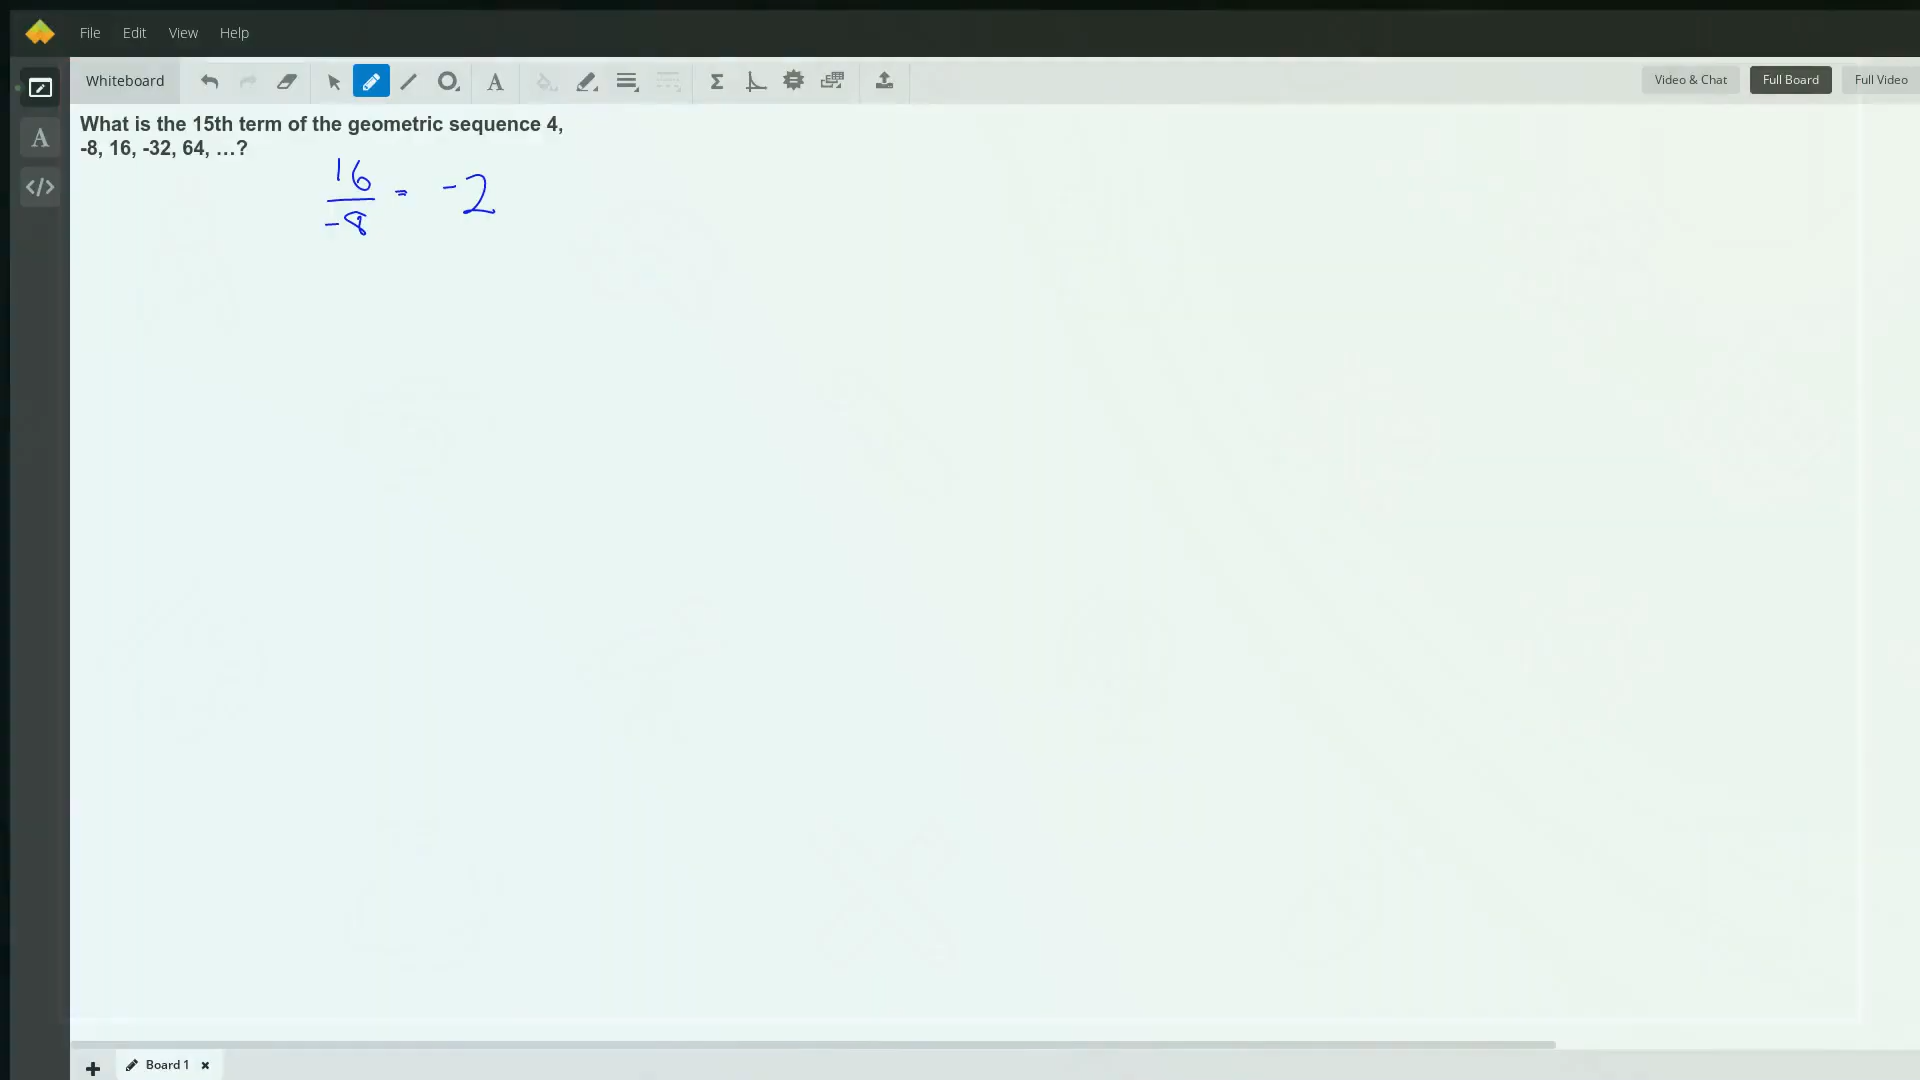 File Edit View Help
Whiteboard A Σ Video & Chat Full Board Full Video
A
</>
What is the 15th term of the geometric sequence 4,
-8, 16, -32, 64, …?
16
= -2
-8
Board 1